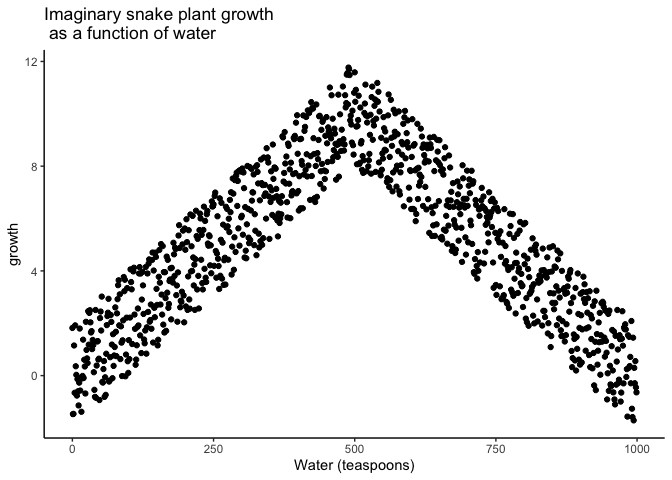 Imaginary snake plant growth
as a function of water
12
8
4
0
growth
0 250 500 750 1000
Water (teaspoons)